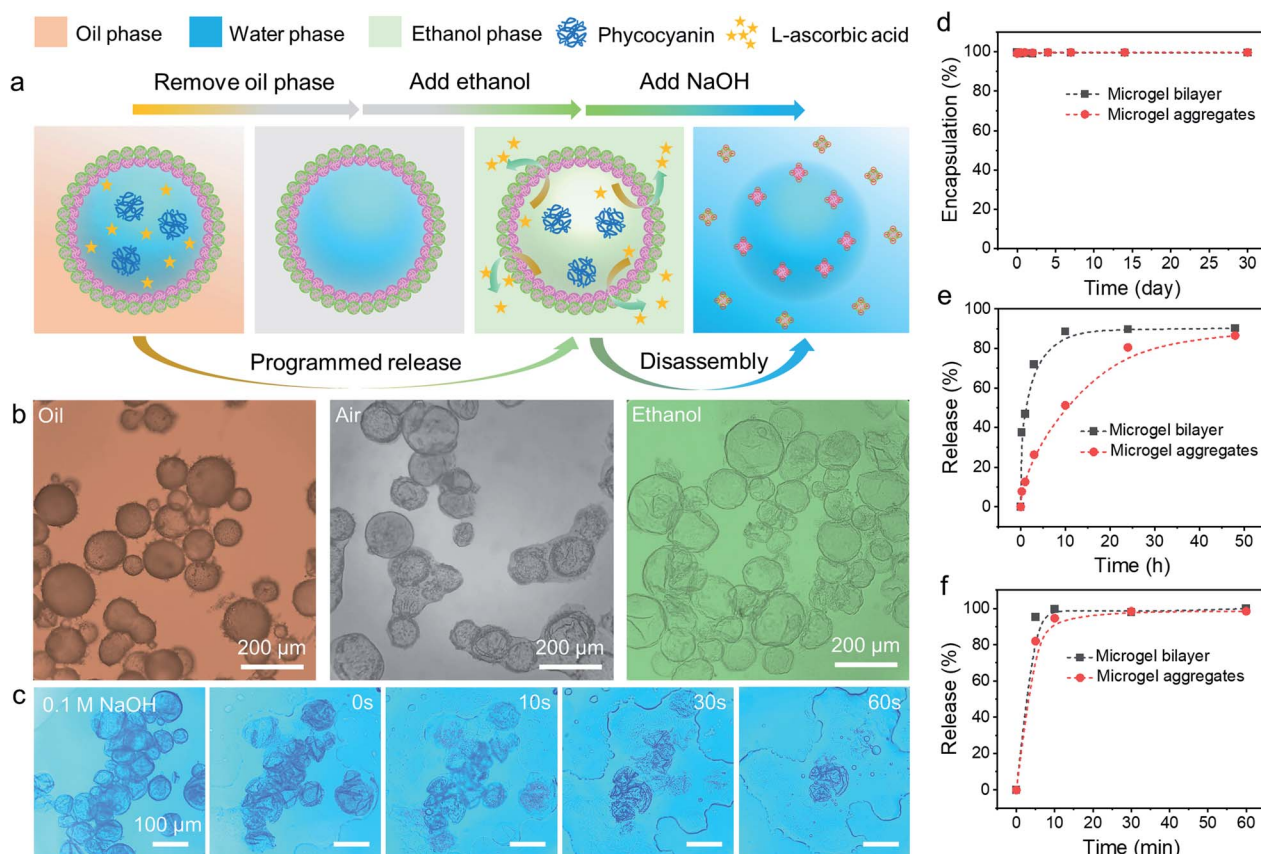 Oil phase
Water phase
Ethanol phase
Phycocyanin
L-ascorbic acid
a
Remove oil phase
Add ethanol
Add NaOH
Programmed release
Disassembly
b
Oil
200 μm
Air
200 μm
Ethanol
200 μm
c
0.1 M NaOH
100 μm
0s
10s
30s
60s
d
Encapsulation (%)
100
80
60
40
20
0
Microgel bilayer
Microgel aggregates
0 5 10 15 20 25 30
Time (day)
e
Release (%)
100
90
80
70
60
50
40
30
20
10
0
Microgel bilayer
Microgel aggregates
0 10 20 30 40 50
Time (h)
f
Release (%)
100
80
60
40
20
0
Microgel bilayer
Microgel aggregates
0 10 20 30 40 50 60
Time (min)